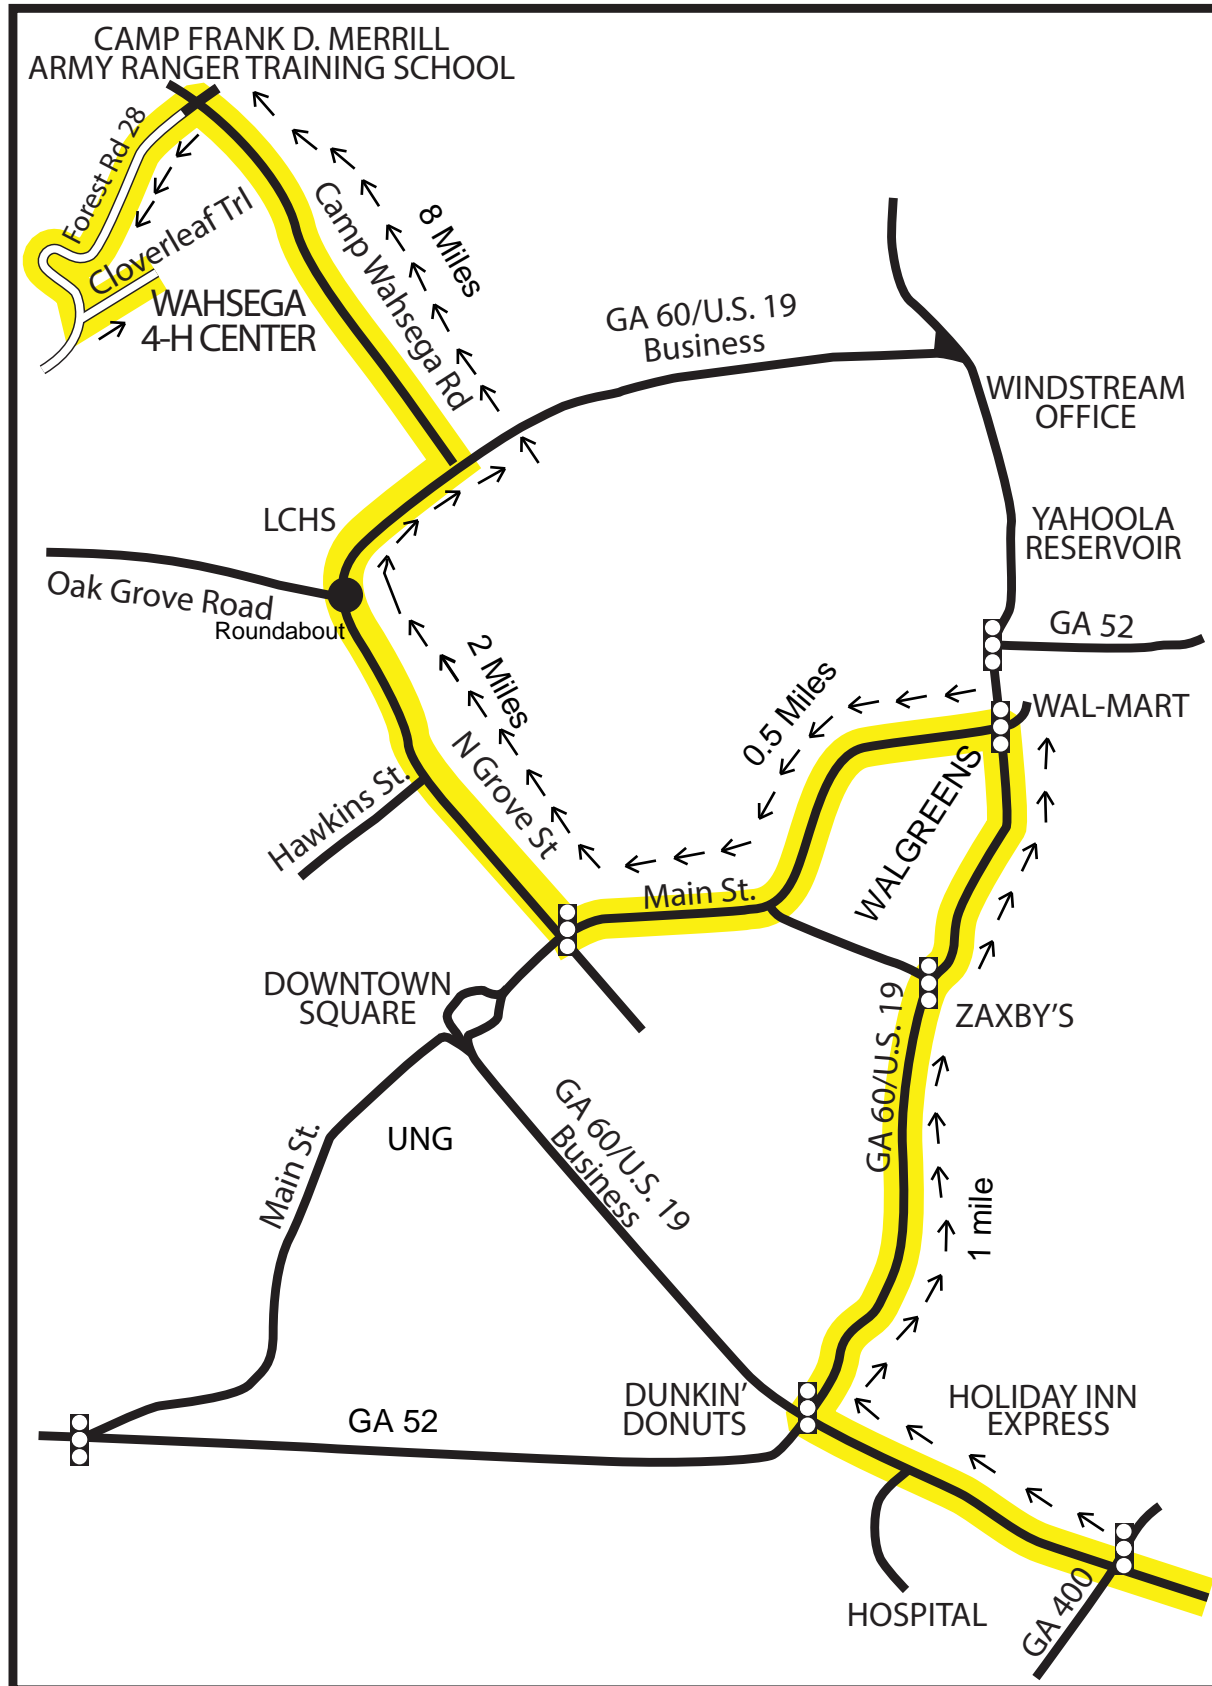 CAMP FRANK D. MERRILL
ARMY RANGER TRAINING SCHOOL
Forest Rd 28
Cloverleaf Trl
WAHSEGA
4-H CENTER
Camp Wahsega Rd
8 Miles
GA 60/U.S. 19
Business
WINDSTREAM
OFFICE
LCHS
YAHOOLA
RESERVOIR
Oak Grove Road
Roundabout
GA 52
2 Miles
N Grove St
0.5 Miles
WAL-MART
Hawkins St.
WALGREENS
Main St.
DOWNTOWN
SQUARE
ZAXBY'S
GA 60/U.S. 19
GA 60/U.S. 19
Business
UNG
Main St.
1 mile
DUNKIN'
DONUTS
HOLIDAY INN
EXPRESS
GA 52
HOSPITAL
GA 400